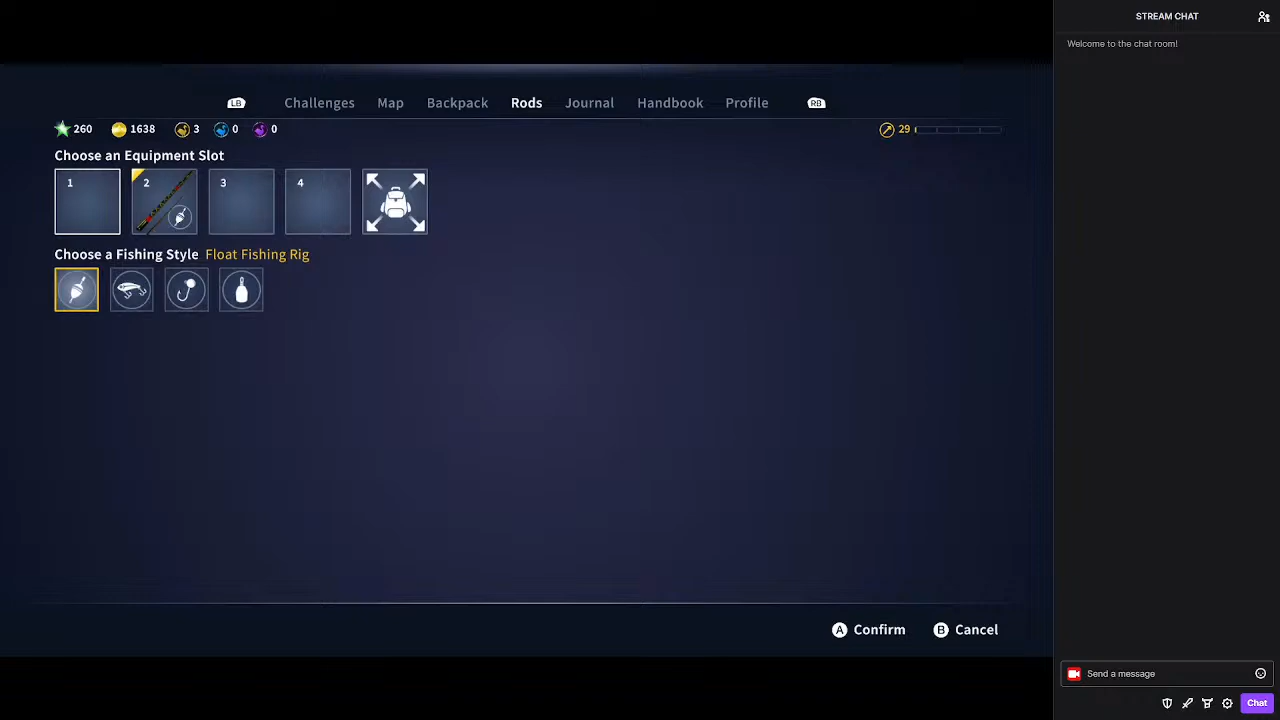 STREAM CHAT
Welcome to the chat room!
LB Challenges Map Backpack Rods Journal Handbook Profile RB
260 1638 3 0 0 29
Choose an Equipment Slot
1 2 3 4
Choose a Fishing Style Float Fishing Rig
A Confirm B Cancel
Send a message
Chat